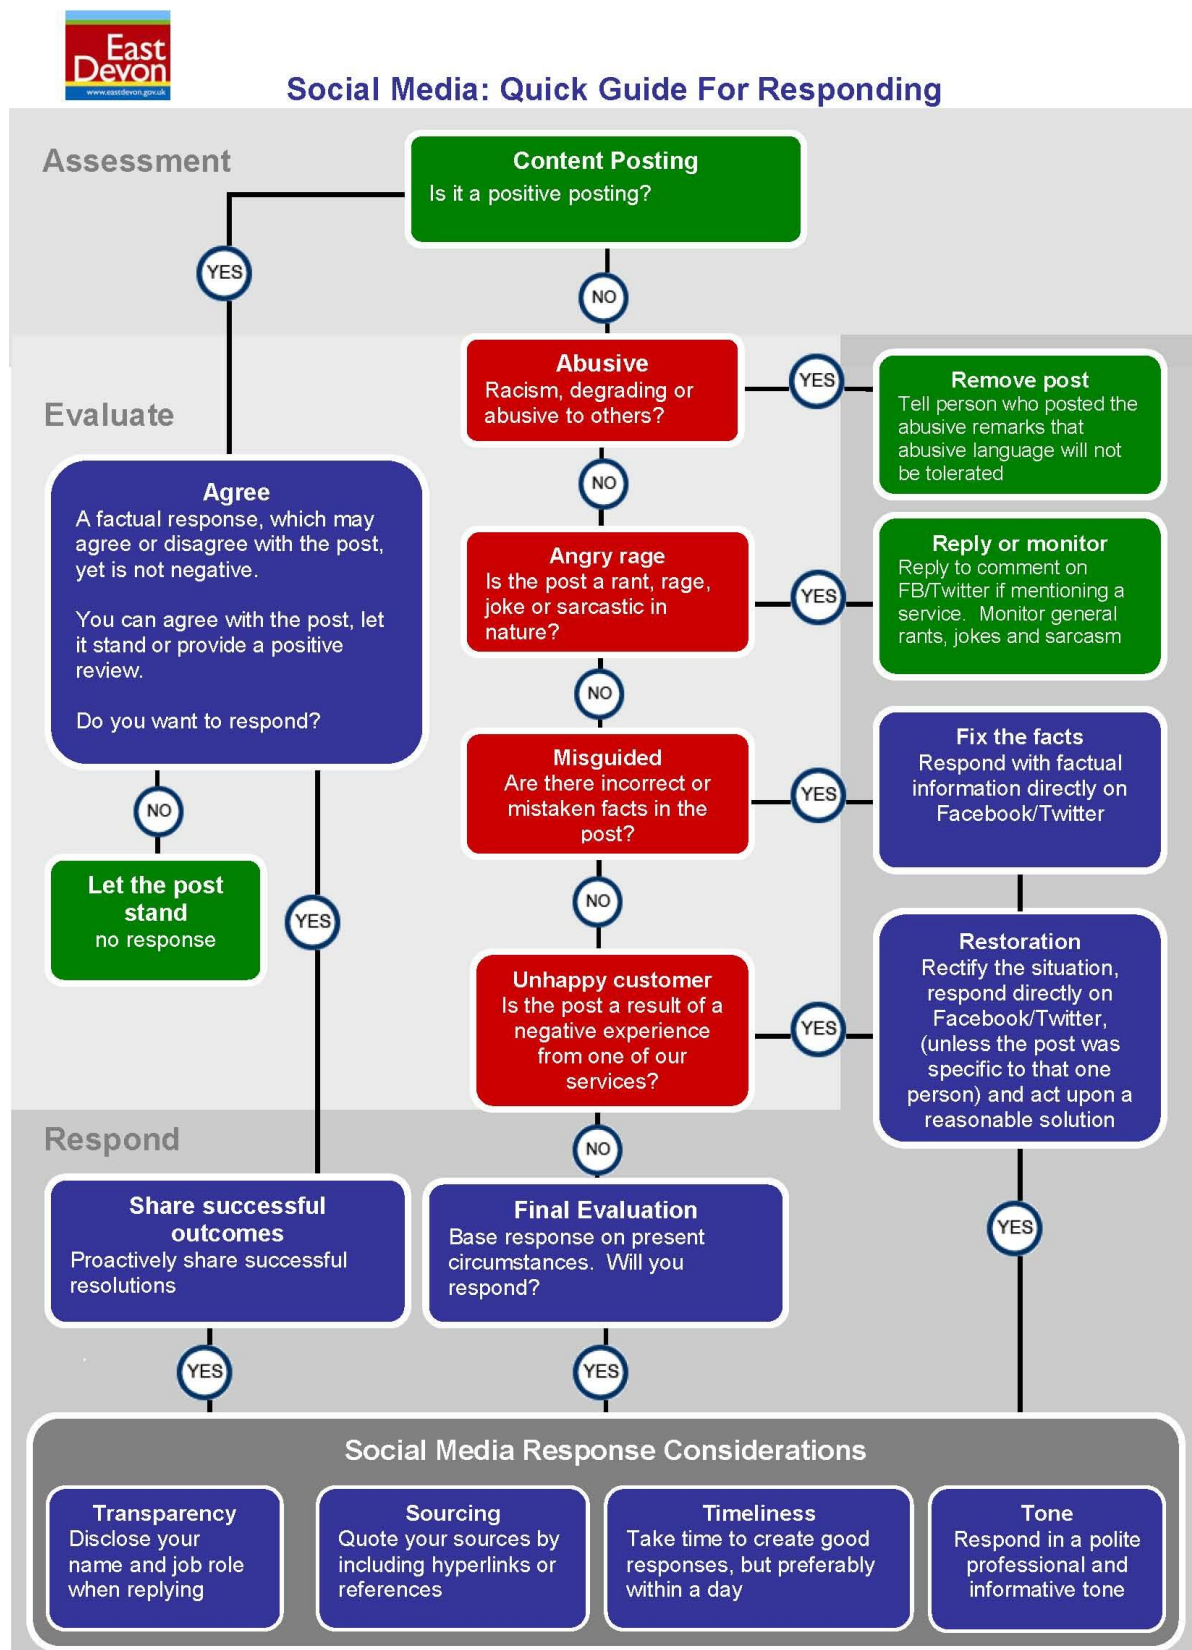 East
Devon
www.eastdevon.gov.uk
Social Media: Quick Guide For Responding
Assessment
Content Posting
Is it a positive posting?
YES
NO
Abusive
Racism, degrading or
abusive to others?
YES
Remove post
Tell person who posted the
abusive remarks that
abusive language will not
be tolerated
Evaluate
NO
Agree
A factual response, which may
agree or disagree with the post,
yet is not negative.
You can agree with the post, let
it stand or provide a positive
review.
Do you want to respond?
Angry rage
Is the post a rant, rage,
joke or sarcastic in
nature?
YES
Reply or monitor
Reply to comment on
FB/Twitter if mentioning a
service. Monitor general
rants, jokes and sarcasm
NO
Misguided
Are there incorrect or
mistaken facts in the
post?
YES
Fix the facts
Respond with factual
information directly on
Facebook/Twitter
NO
Let the post
stand
no response
YES
NO
Unhappy customer
Is the post a result of a
negative experience
from one of our
services?
YES
Restoration
Rectify the situation,
respond directly on
Facebook/Twitter,
(unless the post was
specific to that one
person) and act upon a
reasonable solution
Respond
NO
Share successful
outcomes
Proactively share successful
resolutions
Final Evaluation
Base response on present
circumstances. Will you
respond?
YES
YES
YES
Social Media Response Considerations
Transparency
Disclose your
name and job role
when replying
Sourcing
Quote your sources by
including hyperlinks or
references
Timeliness
Take time to create good
responses, but preferably
within a day
Tone
Respond in a polite
professional and
informative tone